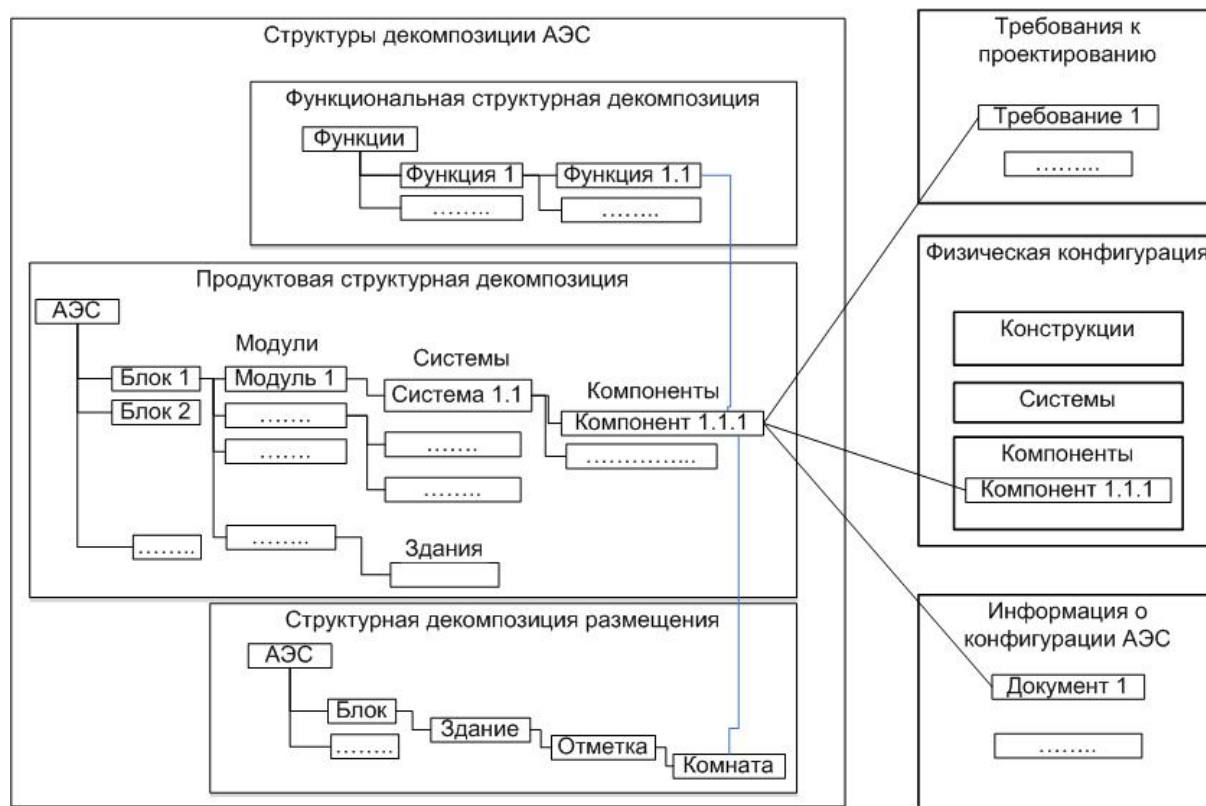 Структуры декомпозиции АЭС
Функциональная структурная декомпозиция
Функции
Функция 1
Функция 1.1
........
........
Продуктовая структурная декомпозиция
АЭС
Модули
Системы
Компоненты
Блок 1
Модуль 1
Система 1.1
Компонент 1.1.1
Блок 2
.......
.......
.......
..............
........
........
........
Здания
Структурная декомпозиция размещения
АЭС
Блок
........
Здание
Отметка
Комната
Требования к
проектированию
Требование 1
.........
Физическая конфигурация
Конструкции
Системы
Компоненты
Компонент 1.1.1
Информация о
конфигурации АЭС
Документ 1
........